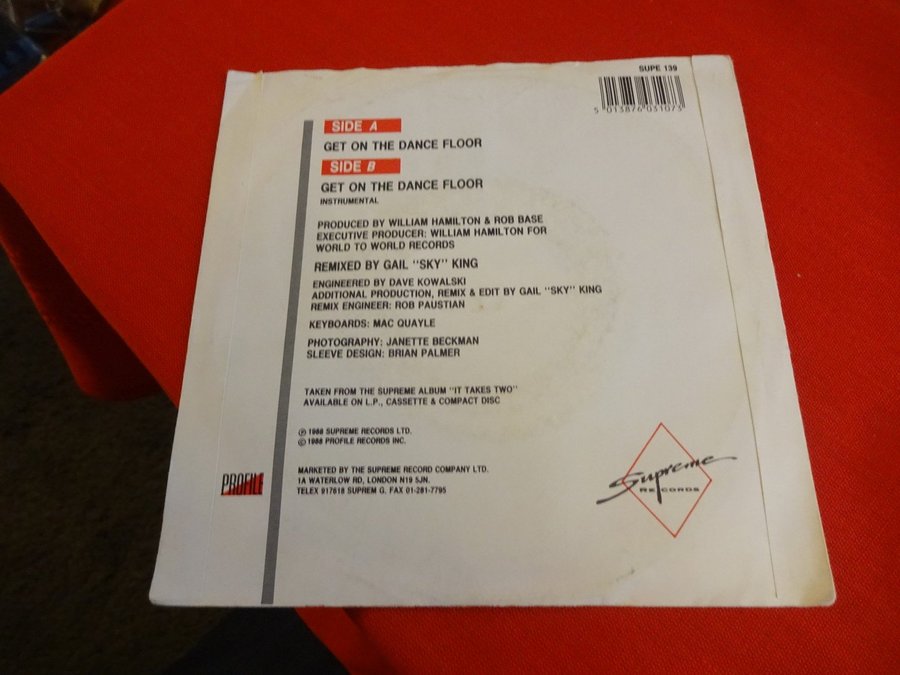 SUPE 139
5 013876 031073
SIDE A
GET ON THE DANCE FLOOR
SIDE B
GET ON THE DANCE FLOOR
INSTRUMENTAL
PRODUCED BY WILLIAM HAMILTON & ROB BASE
EXECUTIVE PRODUCER: WILLIAM HAMILTON FOR
WORLD TO WORLD RECORDS
REMIXED BY GAIL "SKY" KING
ENGINEERED BY DAVE KOWALSKI
ADDITIONAL PRODUCTION, REMIX & EDIT BY GAIL "SKY" KING
REMIX ENGINEER: ROB PAUSTIAN
KEYBOARDS: MAC QUAYLE
PHOTOGRAPHY: JANETTE BECKMAN
SLEEVE DESIGN: BRIAN PALMER
TAKEN FROM THE SUPREME ALBUM "IT TAKES TWO"
AVAILABLE ON L.P., CASSETTE & COMPACT DISC
℗ 1988 SUPREME RECORDS LTD.
© 1988 PROFILE RECORDS INC.
MARKETED BY THE SUPREME RECORD COMPANY LTD.
1A WATERLOW RD, LONDON N19 5JN.
TELEX 917618 SUPREM G. FAX 01-281-7795
PROFILE
Supreme
RECORDS